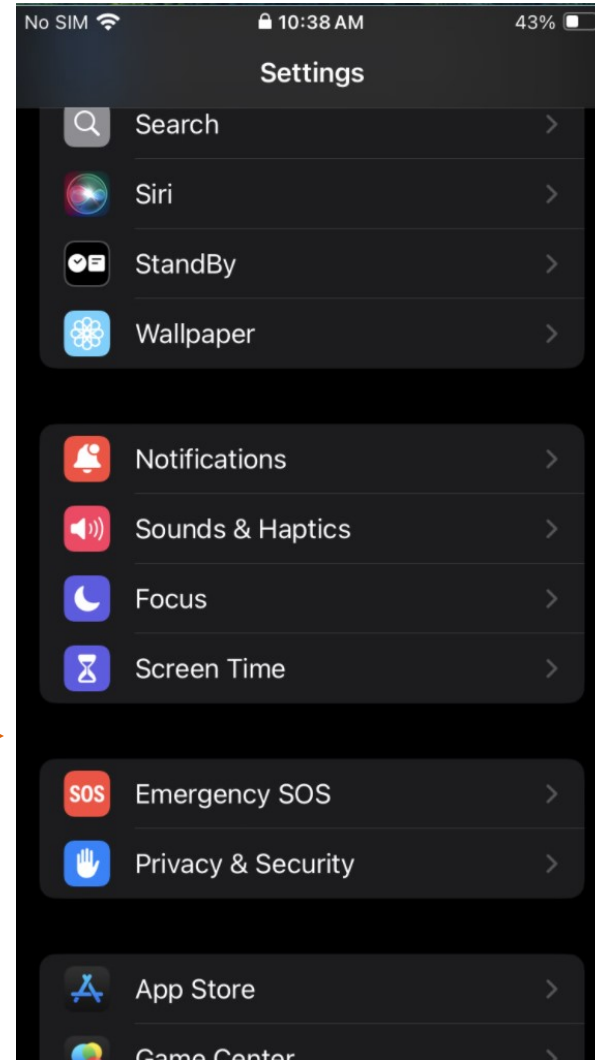 No SIM 10:38 AM 43%
Settings
Search
Siri
StandBy
Wallpaper
Notifications
Sounds & Haptics
Focus
Screen Time
SOS Emergency SOS
Privacy & Security
App Store
Game Center